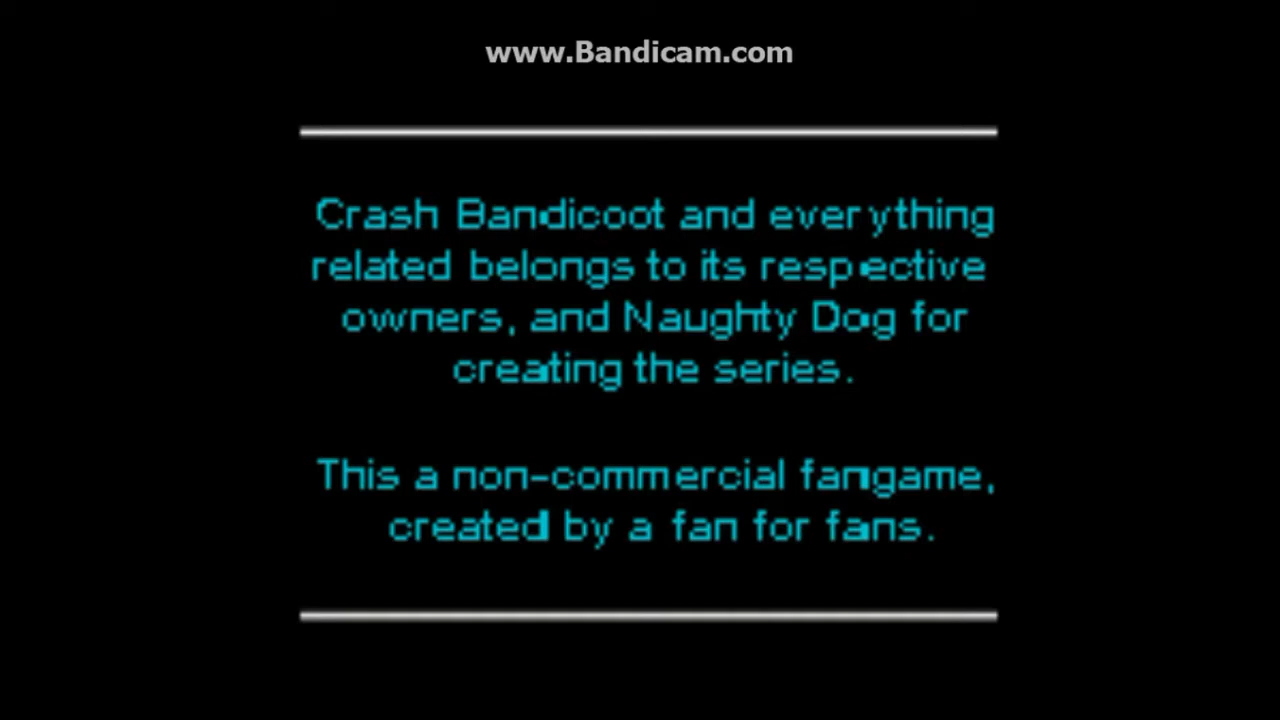 www.Bandicam.com
Crash Bandicoot and everything
related belongs to its respective
owners, and Naughty Dog for
creating the series.
This a non-commercial fangame,
created by a fan for fans.